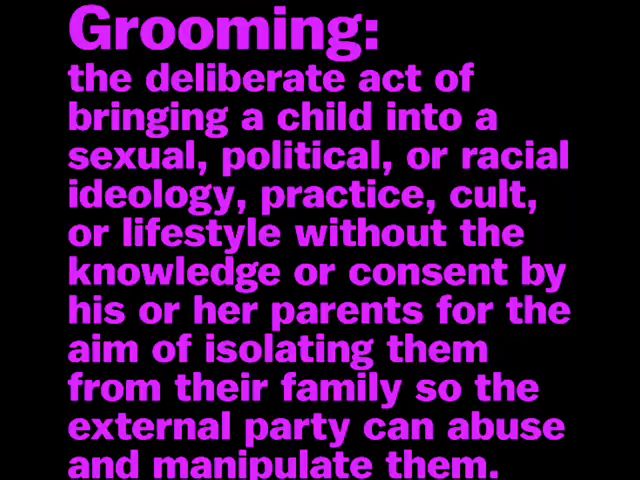 Grooming:
the deliberate act of
bringing a child into a
sexual, political, or racial
ideology, practice, cult,
or lifestyle without the
knowledge or consent by
his or her parents for the
aim of isolating them
from their family so the
external party can abuse
and manipulate them.